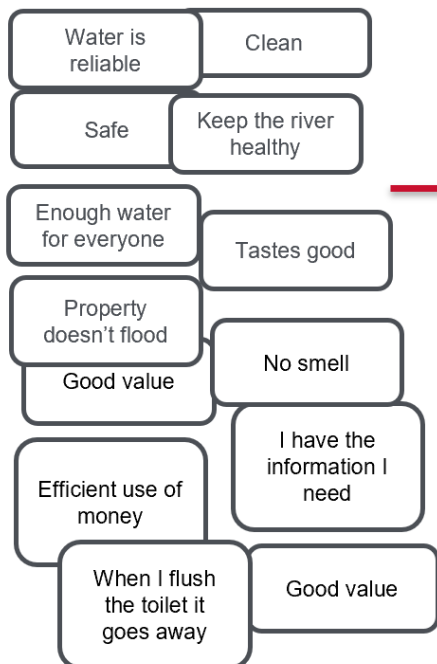 Water is
reliable
Clean
Safe
Keep the river
healthy
Enough water
for everyone
Tastes good
Property
doesn’t flood
Good value
No smell
I have the
information I
need
Efficient use of
money
When I flush
the toilet it
goes away
Good value